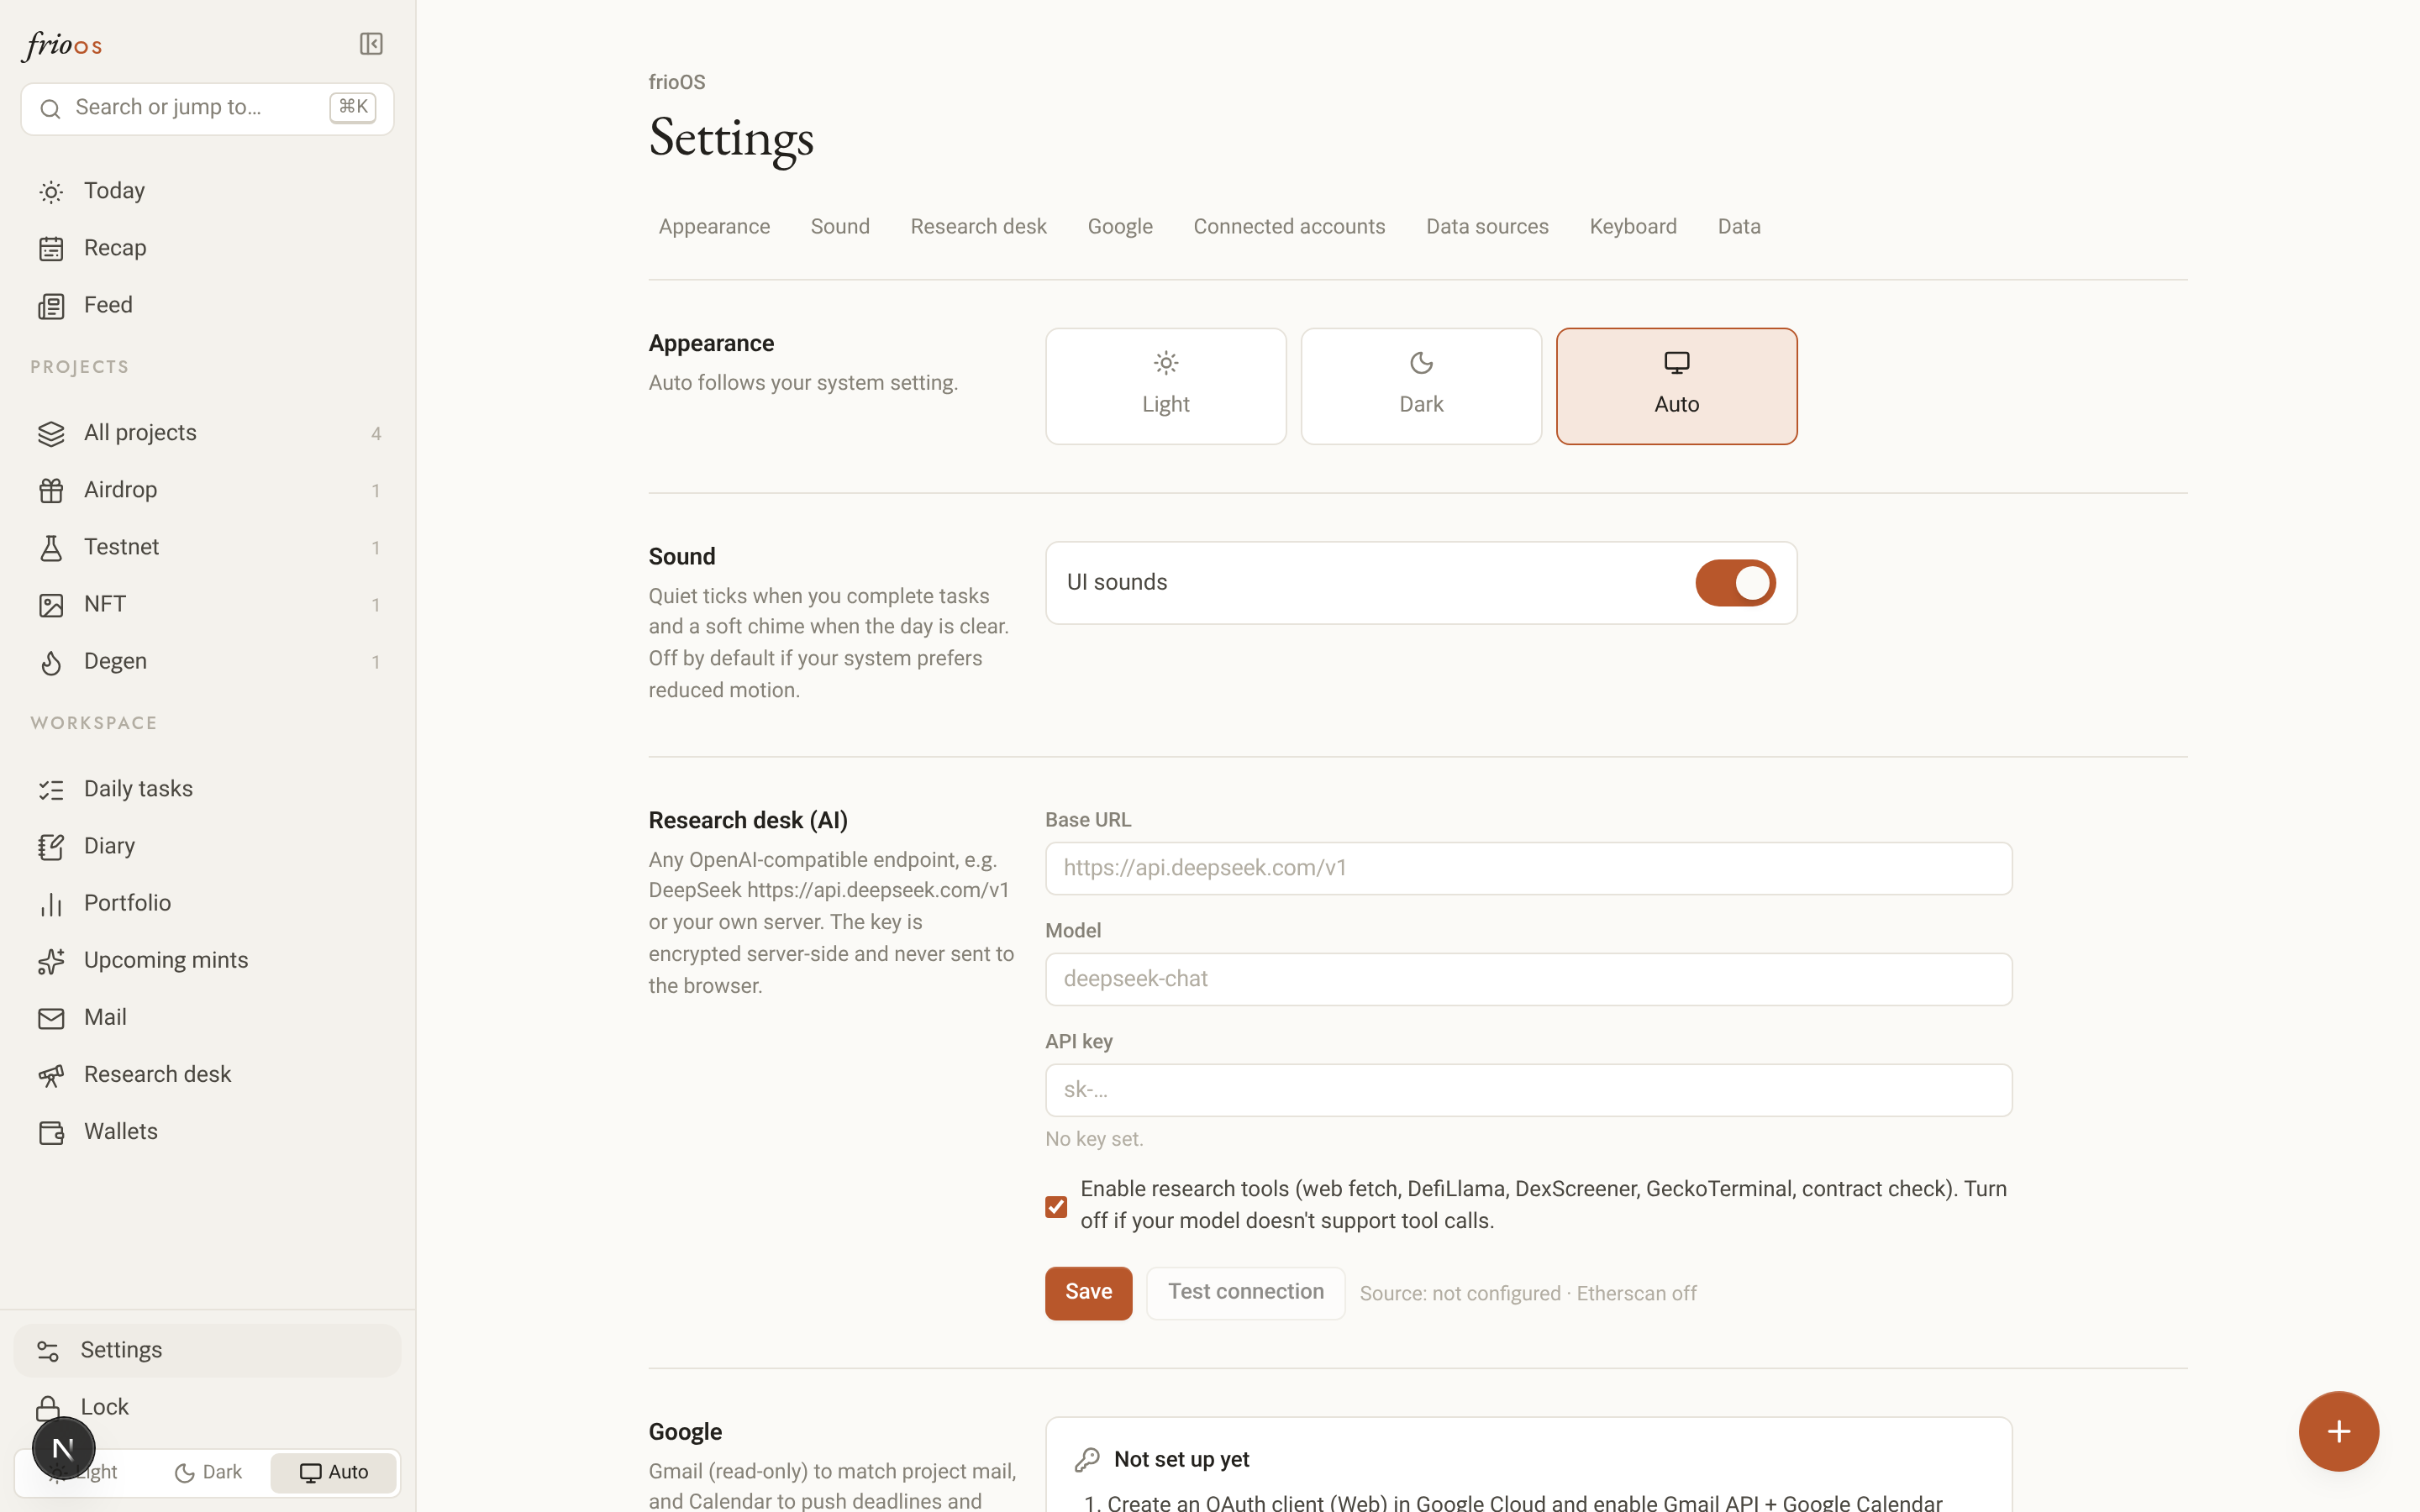 frioos
Search or jump to...
⌘K
Today
Recap
Feed
PROJECTS
All projects 4
Airdrop 1
Testnet 1
NFT 1
Degen 1
WORKSPACE
Daily tasks
Diary
Portfolio
Upcoming mints
Mail
Research desk
Wallets
Settings
Lock
N
Light Dark Auto
frioOS
Settings
Appearance Sound Research desk Google Connected accounts Data sources Keyboard Data
Appearance
Auto follows your system setting.
Light Dark Auto
Sound
Quiet ticks when you complete tasks
and a soft chime when the day is clear.
Off by default if your system prefers
reduced motion.
UI sounds
Research desk (AI)
Any OpenAI-compatible endpoint, e.g.
DeepSeek https://api.deepseek.com/v1
or your own server. The key is
encrypted server-side and never sent to
the browser.
Base URL
https://api.deepseek.com/v1
Model
deepseek-chat
API key
sk-...
No key set.
Enable research tools (web fetch, DefiLlama, DexScreener, GeckoTerminal, contract check). Turn
off if your model doesn't support tool calls.
Save Test connection Source: not configured · Etherscan off
Google
Gmail (read-only) to match project mail,
and Calendar to push deadlines and
Not set up yet
1. Create an OAuth client (Web) in Google Cloud and enable Gmail API + Google Calendar